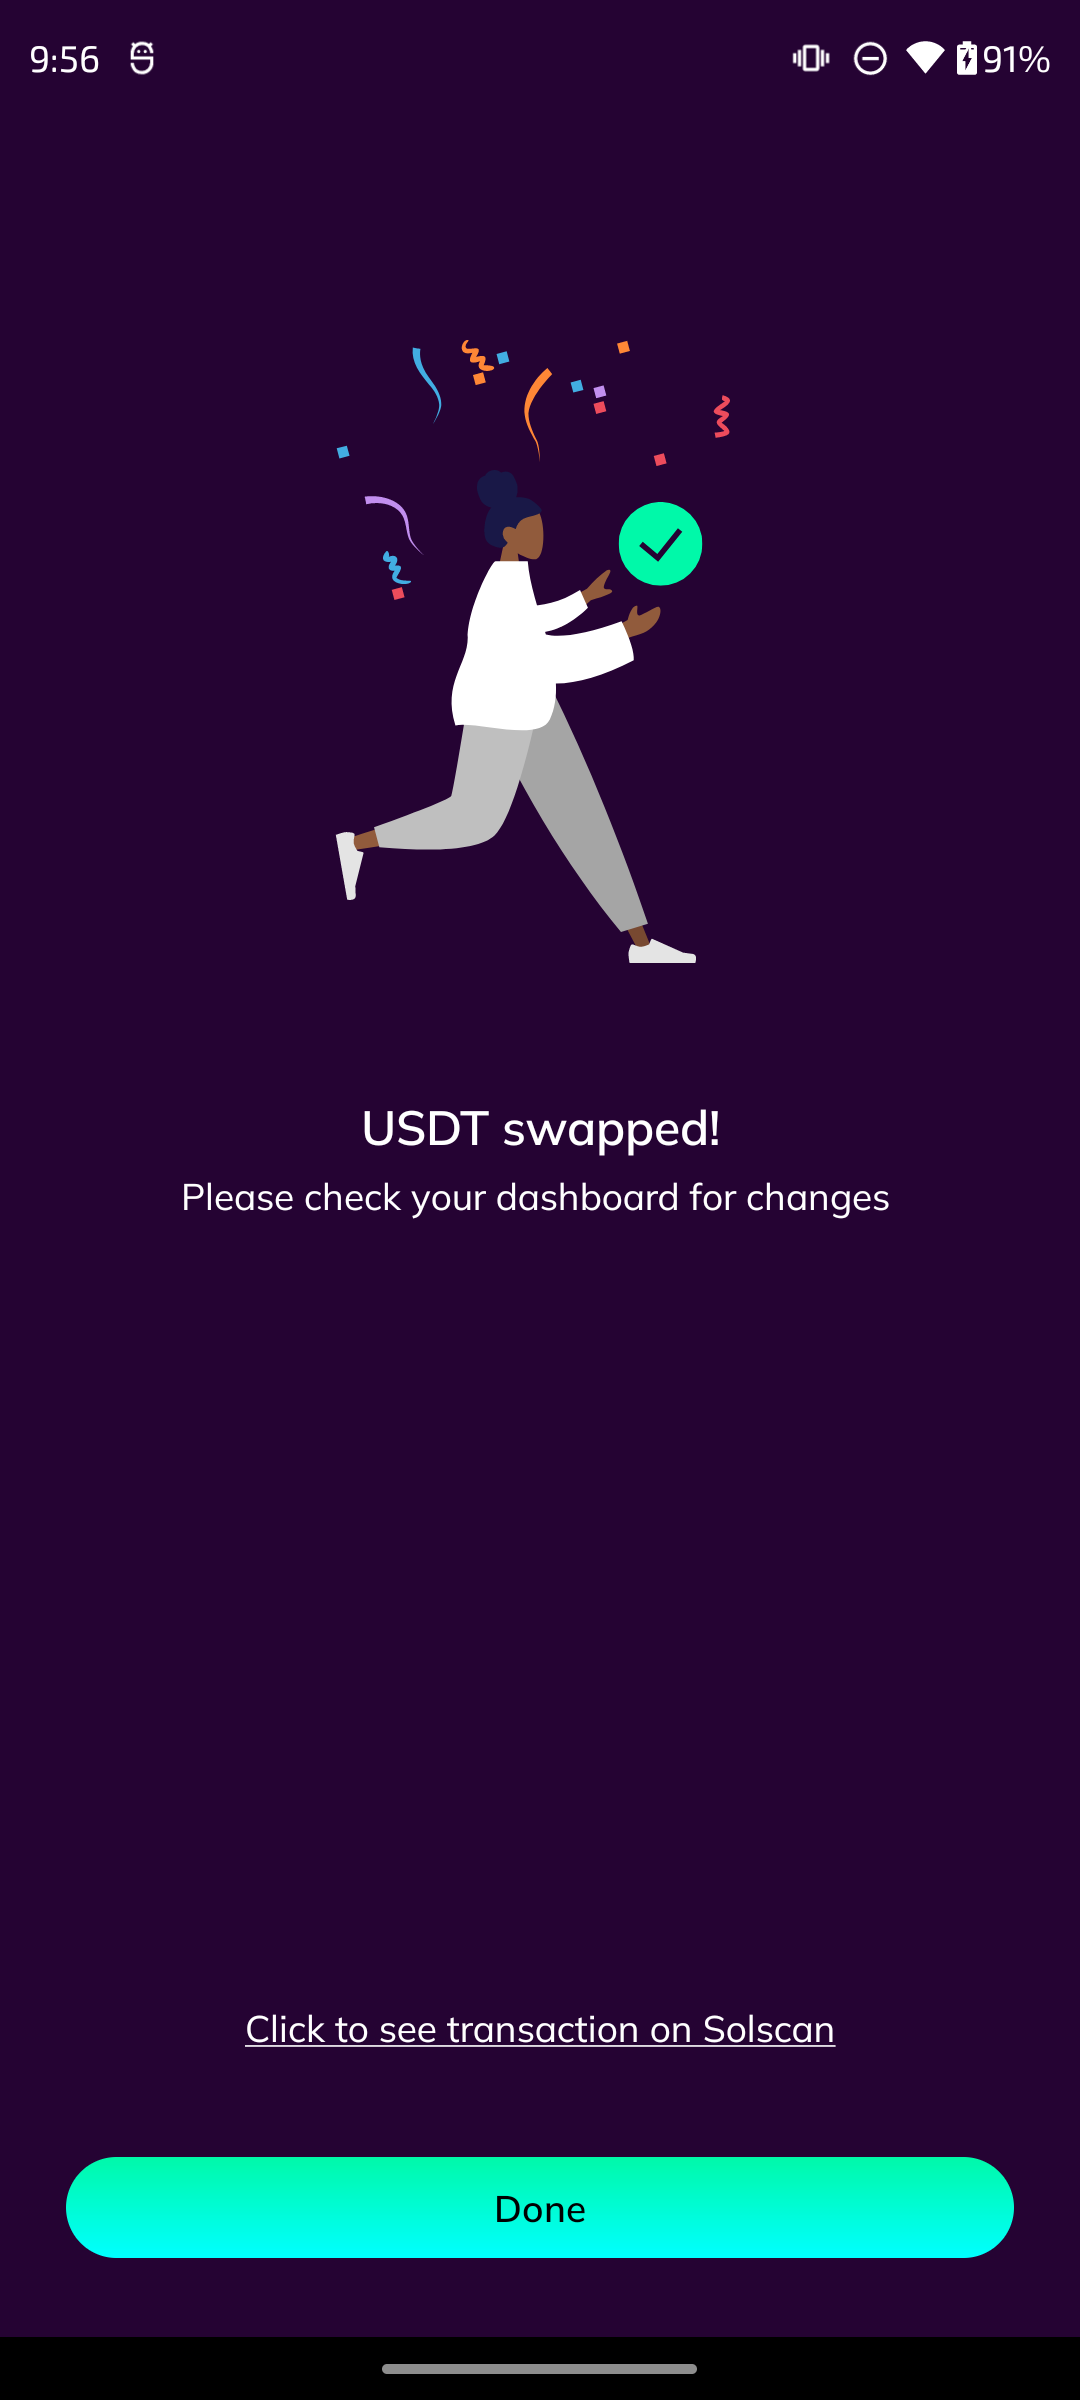 9:56
91%
USDT swapped!
Please check your dashboard for changes
Click to see transaction on Solscan
Done